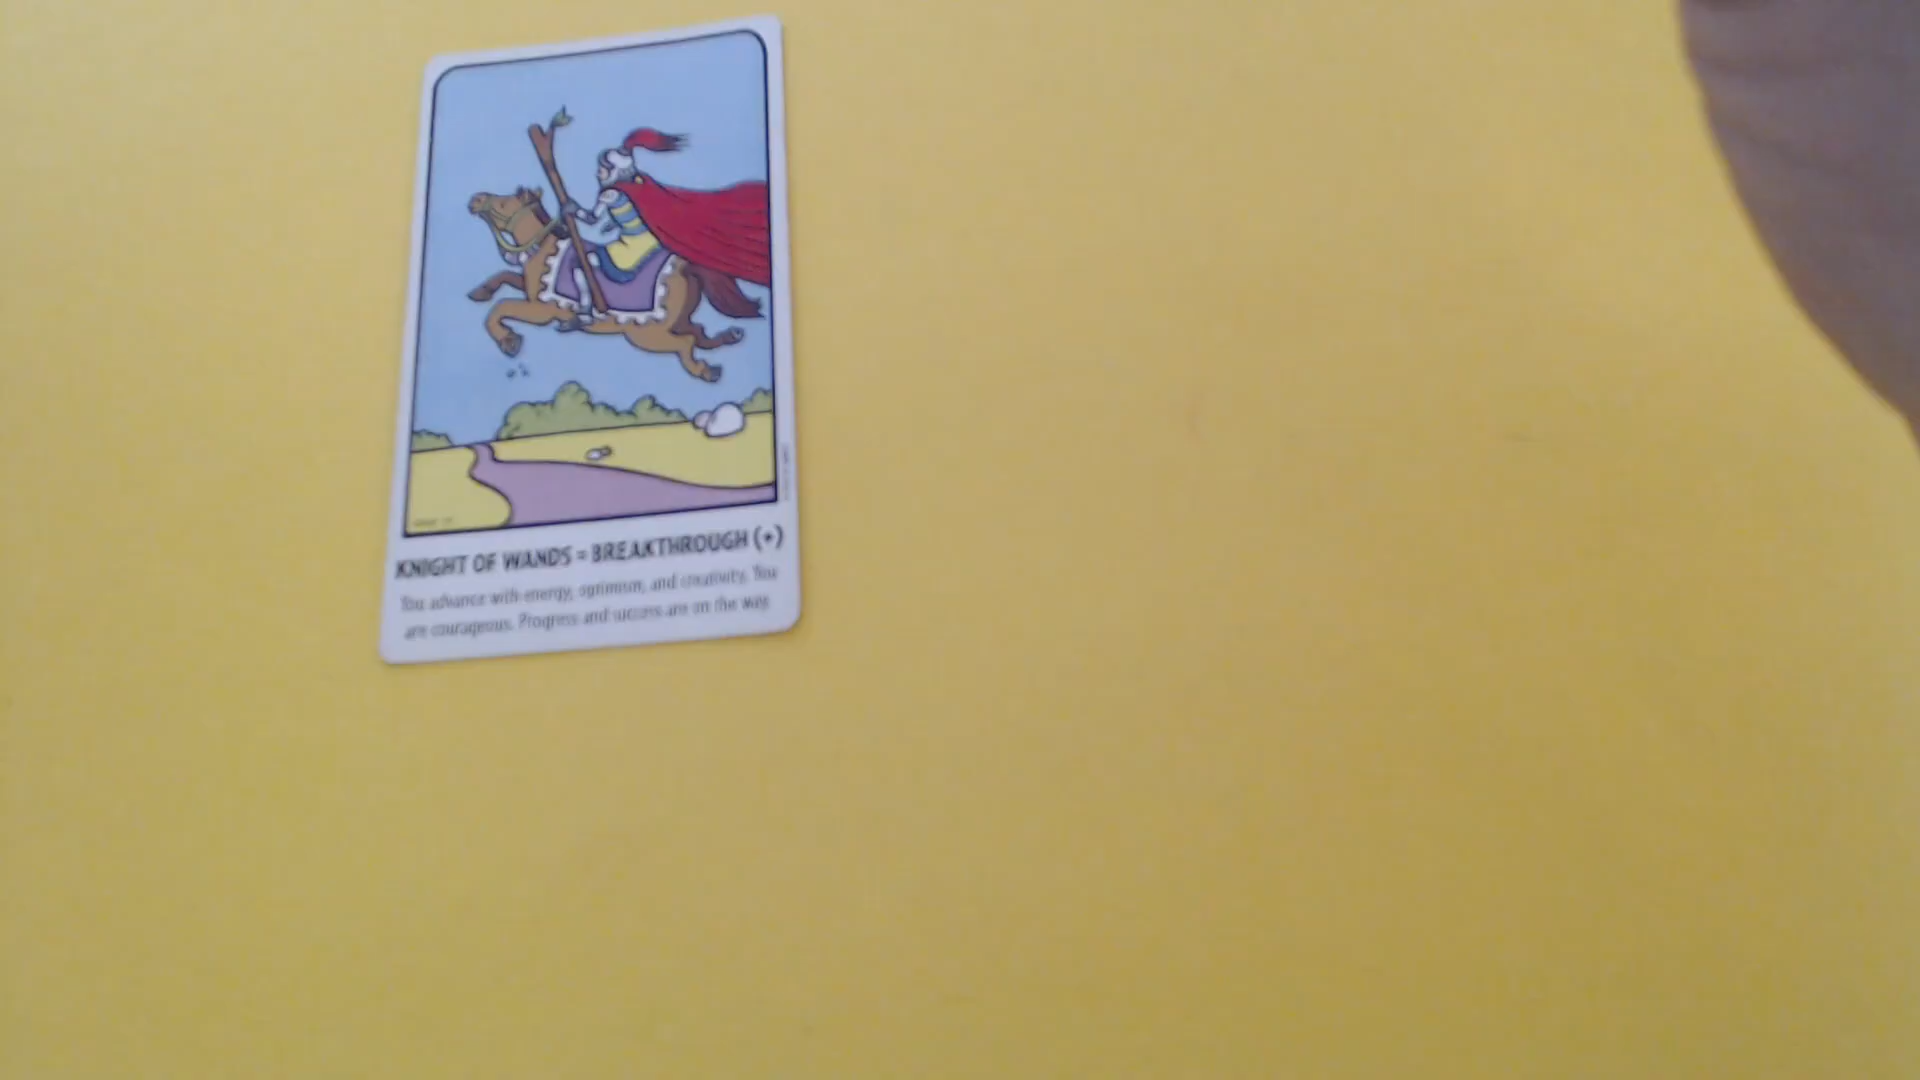 KNIGHT OF WANDS = BREAKTHROUGH (+)
You advance with energy, optimism, and creativity. You
are courageous. Progress and success are on the way.